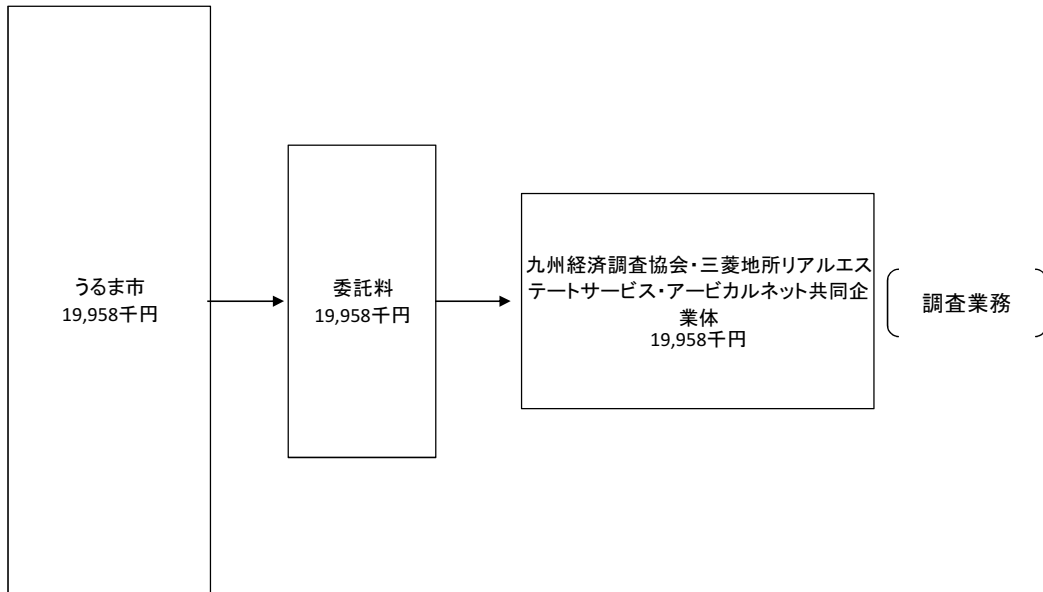 うるま市
19,958千円
委託料
19,958千円
九州経済調査協会・三菱地所リアルエス
テートサービス・アービカルネット共同企
業体
19,958千円
調査業務